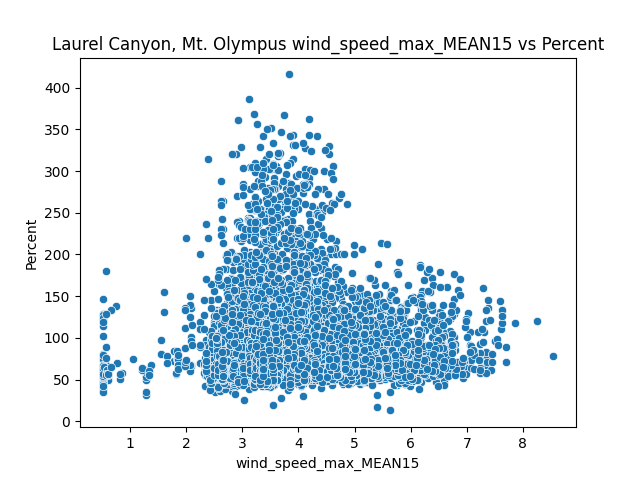 Laurel Canyon, Mt. Olympus wind_speed_max_MEAN15 vs Percent
400
350
300
250
200
150
100
50
0
Percent
1 2 3 4 5 6 7 8
wind_speed_max_MEAN15